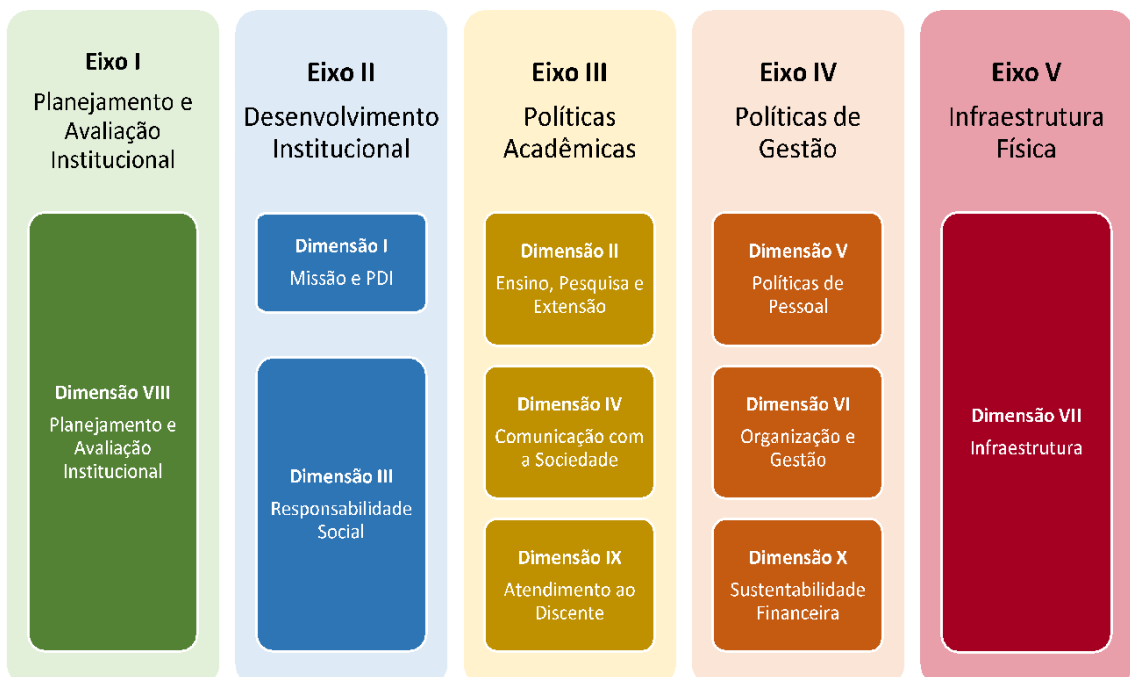 Eixo I
Planejamento e
Avaliação
Institucional
Dimensão VIII
Planejamento e
Avaliação
Institucional
Eixo II
Desenvolvimento
Institucional
Dimensão I
Missão e PDI
Dimensão III
Responsabilidade
Social
Eixo III
Políticas
Acadêmicas
Dimensão II
Ensino, Pesquisa e
Extensão
Dimensão IV
Comunicação com
a Sociedade
Dimensão IX
Atendimento ao
Discente
Eixo IV
Políticas de
Gestão
Dimensão V
Políticas de
Pessoal
Dimensão VI
Organização e
Gestão
Dimensão X
Sustentabilidade
Financeira
Eixo V
Infraestrutura
Física
Dimensão VII
Infraestrutura